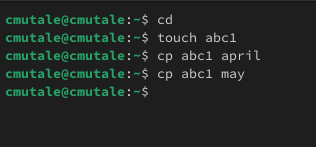 cmutale@cmutale:~$ cd
cmutale@cmutale:~$ touch abc1
cmutale@cmutale:~$ cp abc1 april
cmutale@cmutale:~$ cp abc1 may
cmutale@cmutale:~$